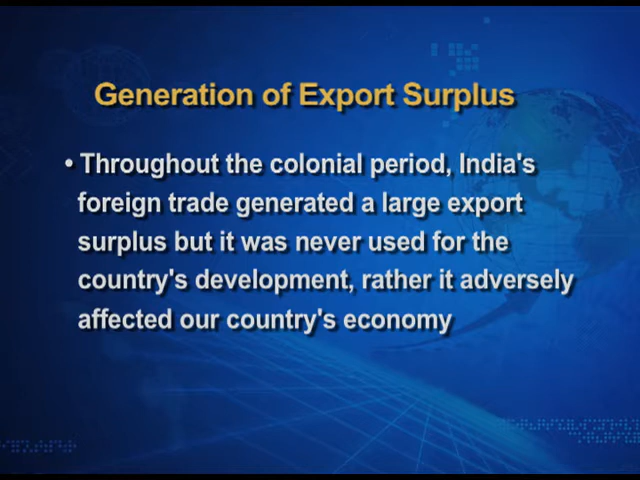 Generation of Export Surplus
• Throughout the colonial period, India's
foreign trade generated a large export
surplus but it was never used for the
country's development, rather it adversely
affected our country's economy